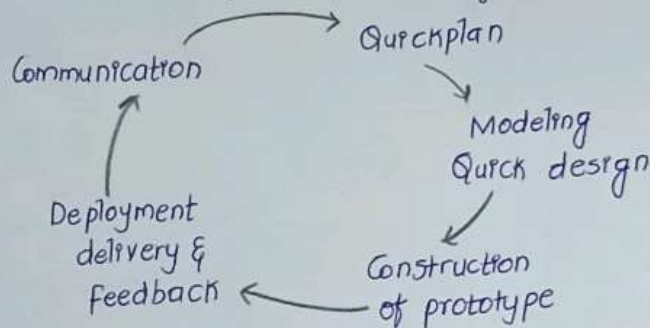 Communication
Quickplan
Modeling
Quick design
Construction
of prototype
Deployment
delivery &
Feedback